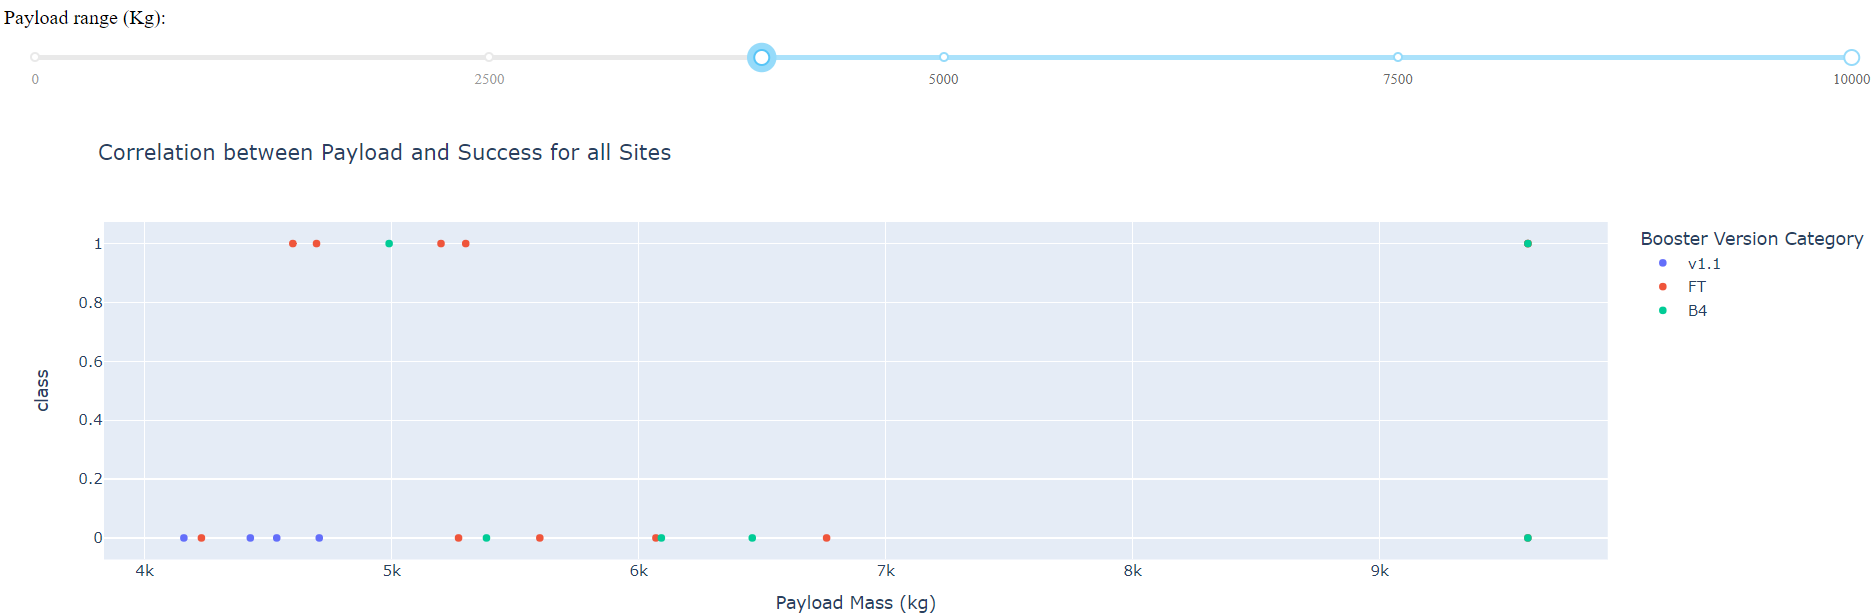 Payload range (Kg):
0 2500 5000 7500 10000
Correlation between Payload and Success for all Sites
Booster Version Category
v1.1
FT
B4
1
0.8
0.6
0.4
0.2
0
class
4k 5k 6k 7k 8k 9k
Payload Mass (kg)